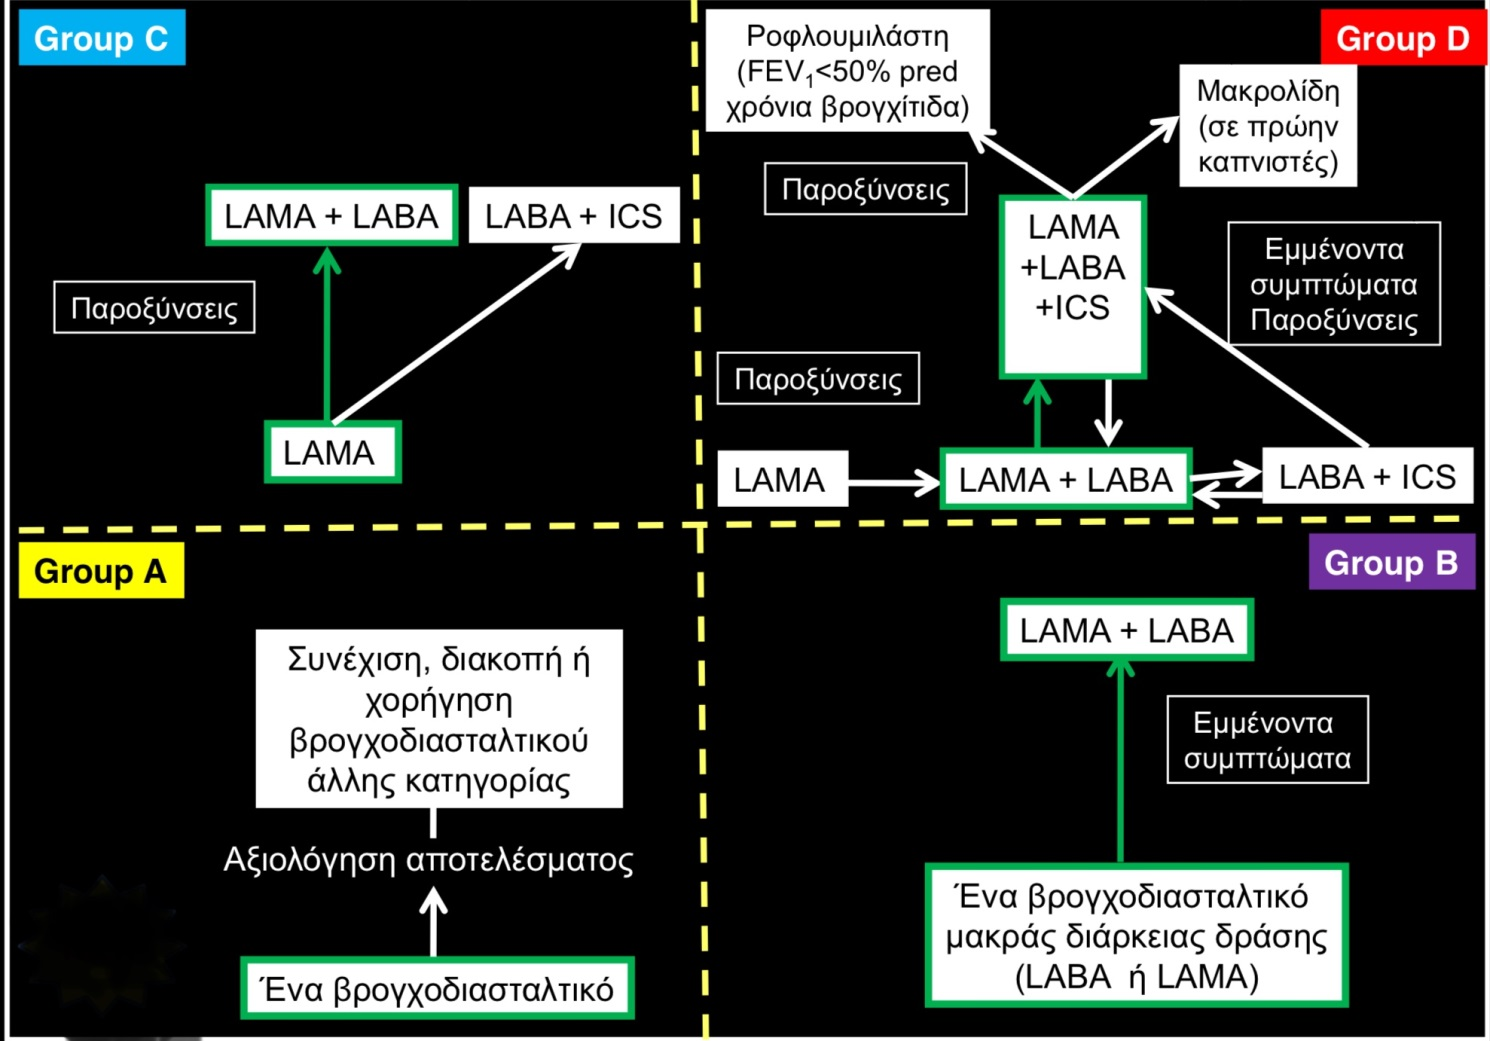 Group C
LAMA + LABA
LABA + ICS
Παροξύνσεις
LAMA
Group D
Ροφλουμιλάστη
(FEV1<50% pred
χρόνια βρογχίτιδα)
Μακρολίδη
(σε πρώην
καπνιστές)
Παροξύνσεις
LAMA
+LABA
+ICS
Εμμένοντα
συμπτώματα
Παροξύνσεις
Παροξύνσεις
LAMA
LAMA + LABA
LABA + ICS
Group A
Συνέχιση, διακοπή ή
χορήγηση
βρογχοδιασταλτικού
άλλης κατηγορίας
Αξιολόγηση αποτελέσματος
Ένα βρογχοδιασταλτικό
Group B
LAMA + LABA
Εμμένοντα
συμπτώματα
Ένα βρογχοδιασταλτικό
μακράς διάρκειας δράσης
(LABA ή LAMA)